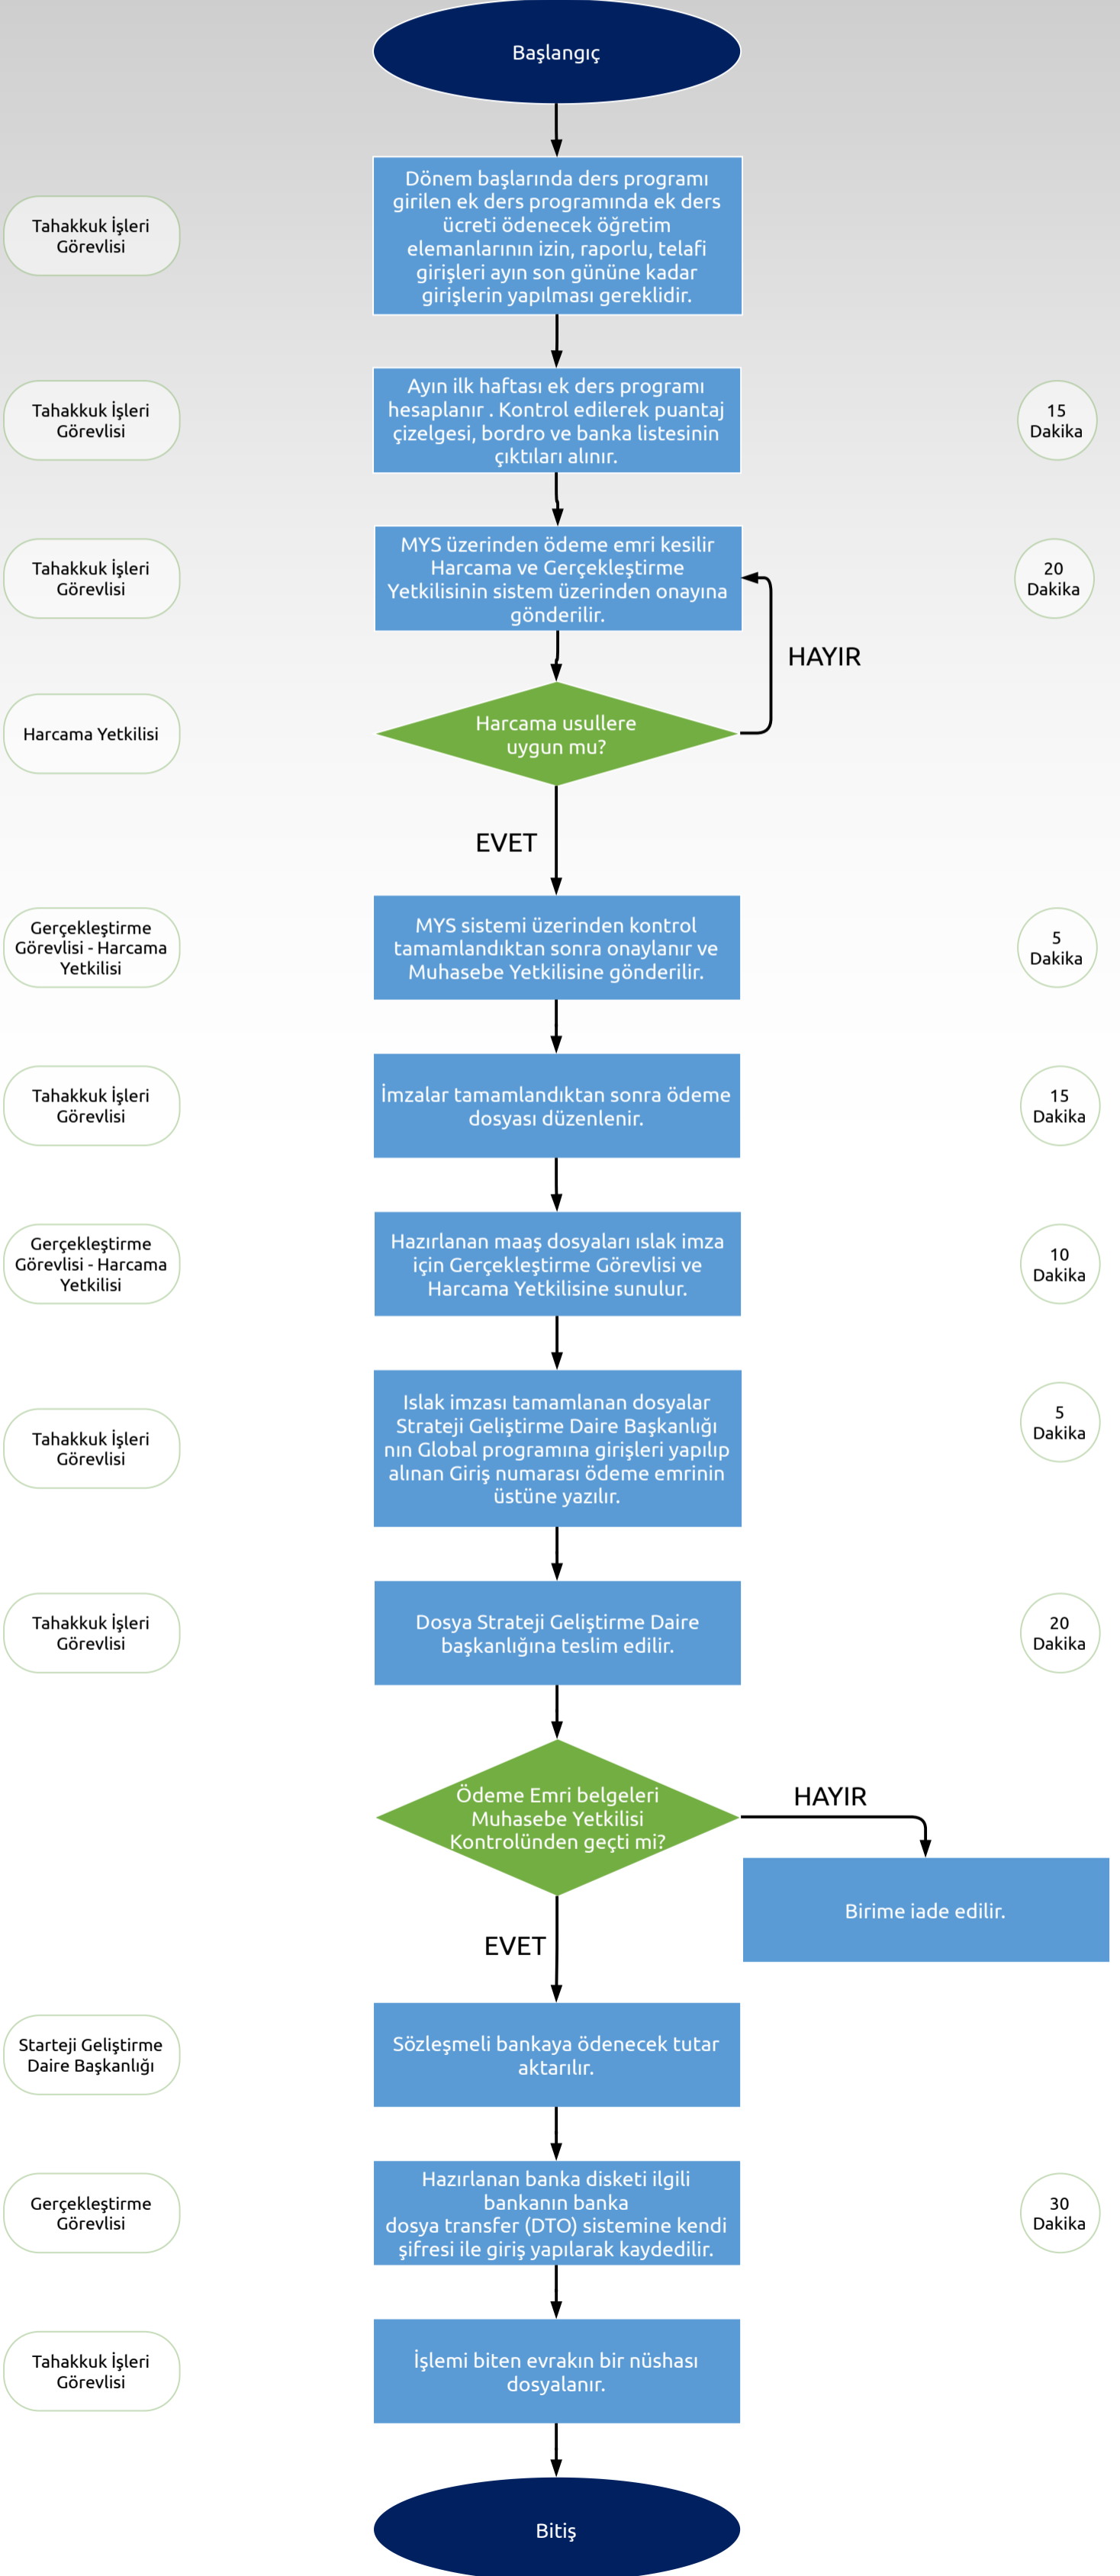 Başlangıç
Tahakkuk İşleri
Görevlisi
Dönem başlarında ders programı
girilen ek ders programında ek ders
ücreti ödenecek öğretim
elemanlarının izin, raporlu, telafi
girişleri ayın son gününe kadar
girişlerin yapılması gereklidir.
Tahakkuk İşleri
Görevlisi
Ayın ilk haftası ek ders programı
hesaplanır . Kontrol edilerek puantaj
çizelgesi, bordro ve banka listesinin
çıktıları alınır.
15
Dakika
Tahakkuk İşleri
Görevlisi
MYS üzerinden ödeme emri kesilir
Harcama ve Gerçekleştirme
Yetkilisinin sistem üzerinden onayına
gönderilir.
20
Dakika
HAYIR
Harcama Yetkilisi
Harcama usullere
uygun mu?
EVET
Gerçekleştirme
Görevlisi - Harcama
Yetkilisi
MYS sistemi üzerinden kontrol
tamamlandıktan sonra onaylanır ve
Muhasebe Yetkilisine gönderilir.
5
Dakika
Tahakkuk İşleri
Görevlisi
İmzalar tamamlandıktan sonra ödeme
dosyası düzenlenir.
15
Dakika
Gerçekleştirme
Görevlisi - Harcama
Yetkilisi
Hazırlanan maaş dosyaları ıslak imza
için Gerçekleştirme Görevlisi ve
Harcama Yetkilisine sunulur.
10
Dakika
Tahakkuk İşleri
Görevlisi
Islak imzası tamamlanan dosyalar
Strateji Geliştirme Daire Başkanlığı
nın Global programına girişleri yapılıp
alınan Giriş numarası ödeme emrinin
üstüne yazılır.
5
Dakika
Tahakkuk İşleri
Görevlisi
Dosya Strateji Geliştirme Daire
başkanlığına teslim edilir.
20
Dakika
Ödeme Emri belgeleri
Muhasebe Yetkilisi
Kontrolünden geçti mi?
HAYIR
Birime iade edilir.
EVET
Starteji Geliştirme
Daire Başkanlığı
Sözleşmeli bankaya ödenecek tutar
aktarılır.
Gerçekleştirme
Görevlisi
Hazırlanan banka disketi ilgili
bankanın banka
dosya transfer (DTO) sistemine kendi
şifresi ile giriş yapılarak kaydedilir.
30
Dakika
Tahakkuk İşleri
Görevlisi
İşlemi biten evrakın bir nüshası
dosyalanır.
Bitiş